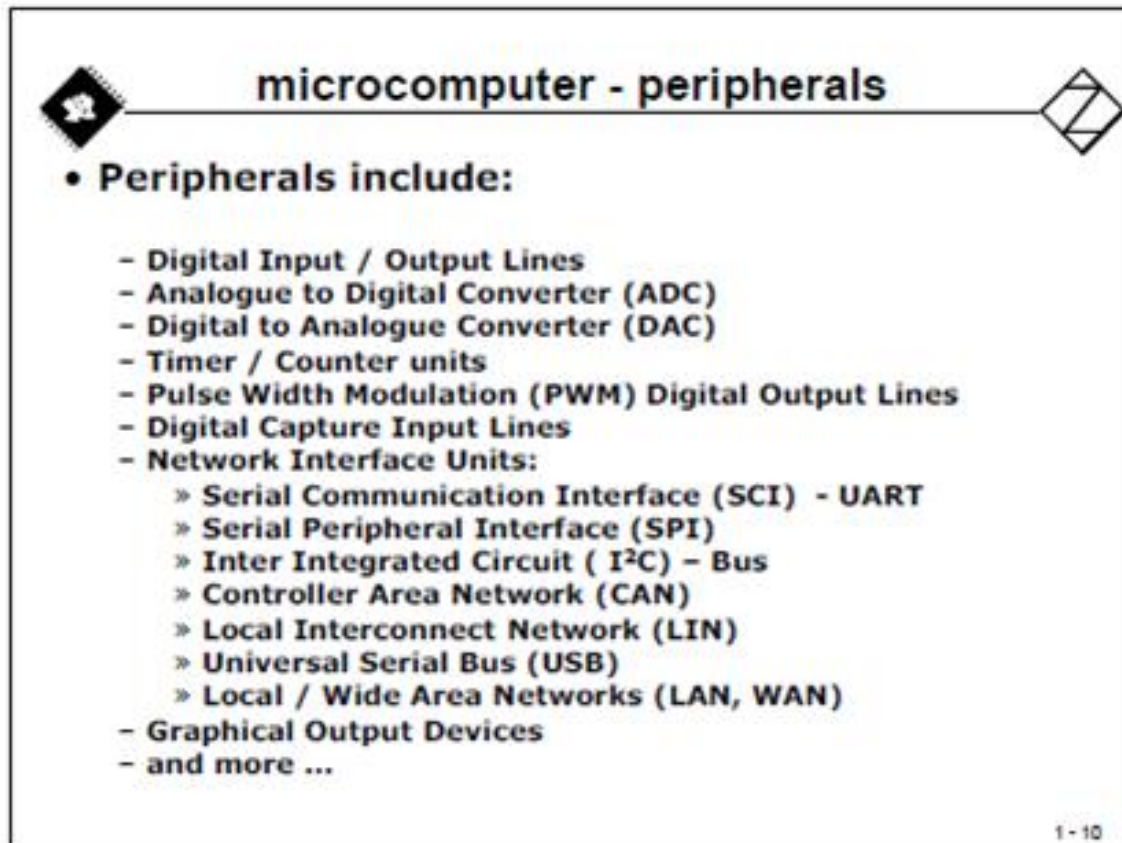 microcomputer - peripherals
• Peripherals include:
– Digital Input / Output Lines
– Analogue to Digital Converter (ADC)
– Digital to Analogue Converter (DAC)
– Timer / Counter units
– Pulse Width Modulation (PWM) Digital Output Lines
– Digital Capture Input Lines
– Network Interface Units:
» Serial Communication Interface (SCI) - UART
» Serial Peripheral Interface (SPI)
» Inter Integrated Circuit ( I²C) – Bus
» Controller Area Network (CAN)
» Local Interconnect Network (LIN)
» Universal Serial Bus (USB)
» Local / Wide Area Networks (LAN, WAN)
– Graphical Output Devices
– and more ...
1 - 10